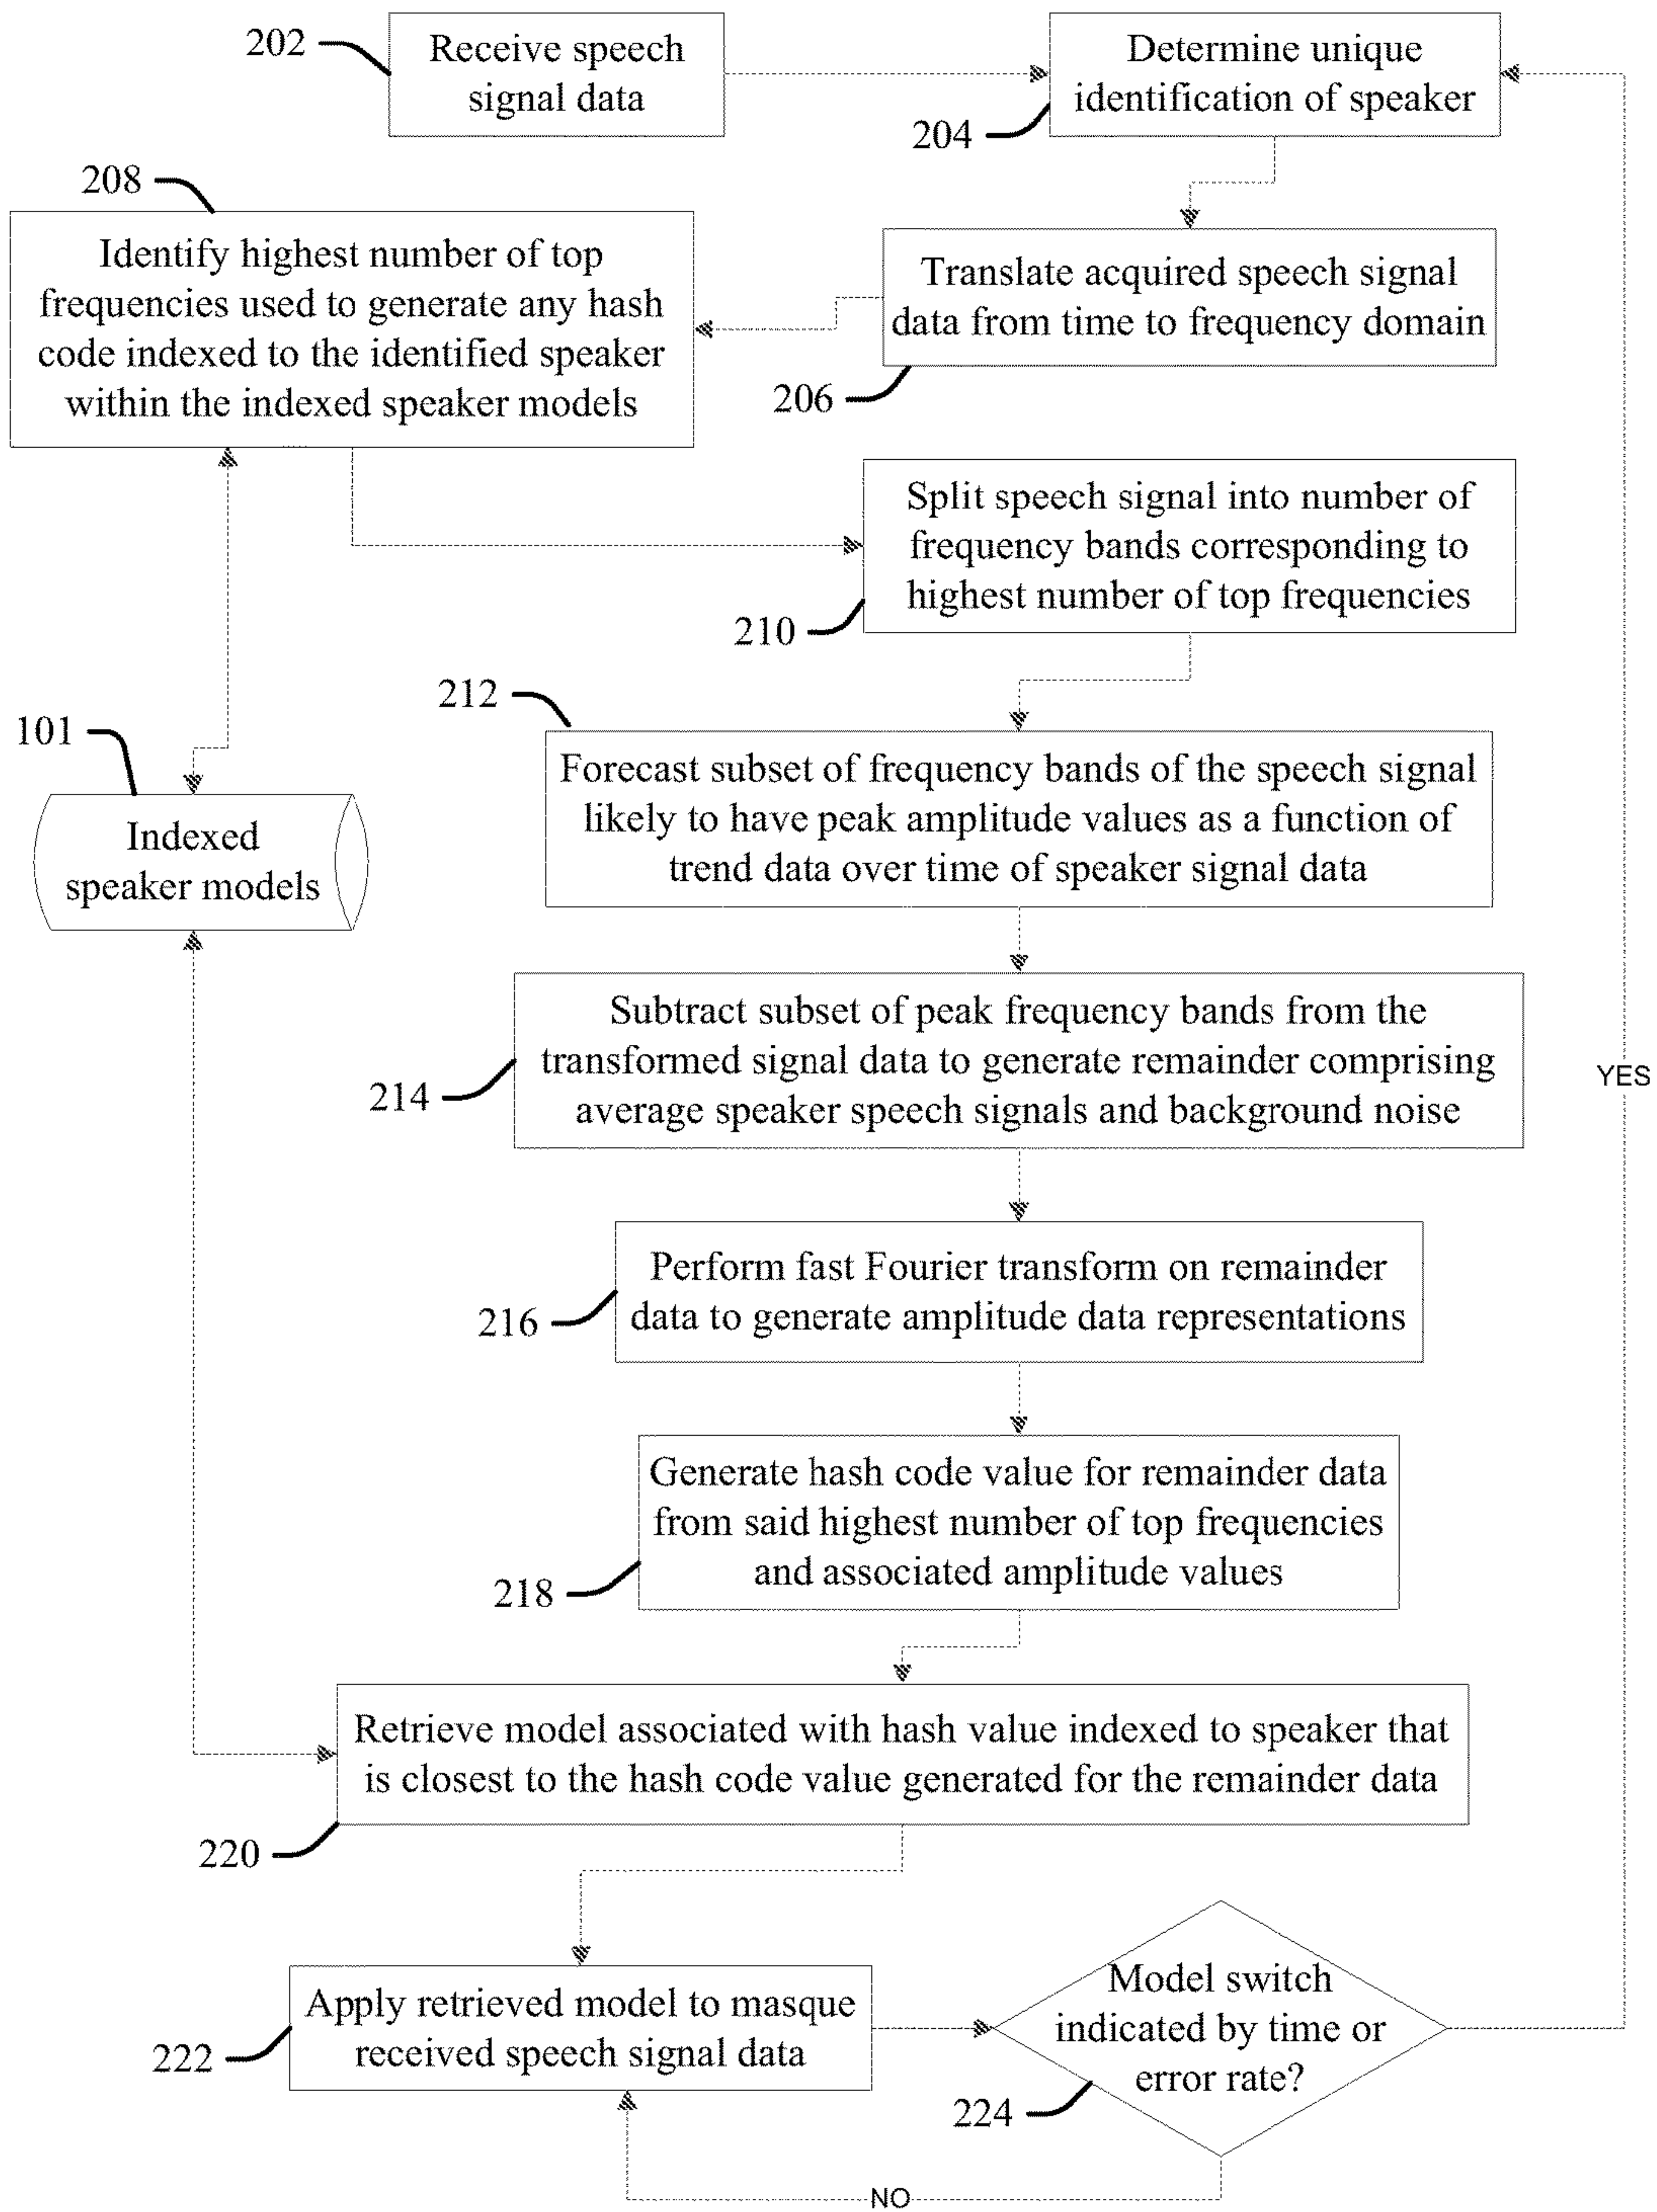 202
Receive speech
signal data
Determine unique
identification of speaker
204
208
Identify highest number of top
frequencies used to generate any hash
code indexed to the identified speaker
within the indexed speaker models
Translate acquired speech signal
data from time to frequency domain
206
Split speech signal into number of
frequency bands corresponding to
highest number of top frequencies
210
212
Forecast subset of frequency bands of the speech signal
likely to have peak amplitude values as a function of
trend data over time of speaker signal data
101
Indexed
speaker models
Subtract subset of peak frequency bands from the
transformed signal data to generate remainder comprising
average speaker speech signals and background noise
214
YES
Perform fast Fourier transform on remainder
data to generate amplitude data representations
216
Generate hash code value for remainder data
from said highest number of top frequencies
and associated amplitude values
218
Retrieve model associated with hash value indexed to speaker that
is closest to the hash code value generated for the remainder data
220
Apply retrieved model to masque
received speech signal data
222
Model switch
indicated by time or
error rate?
224
NO